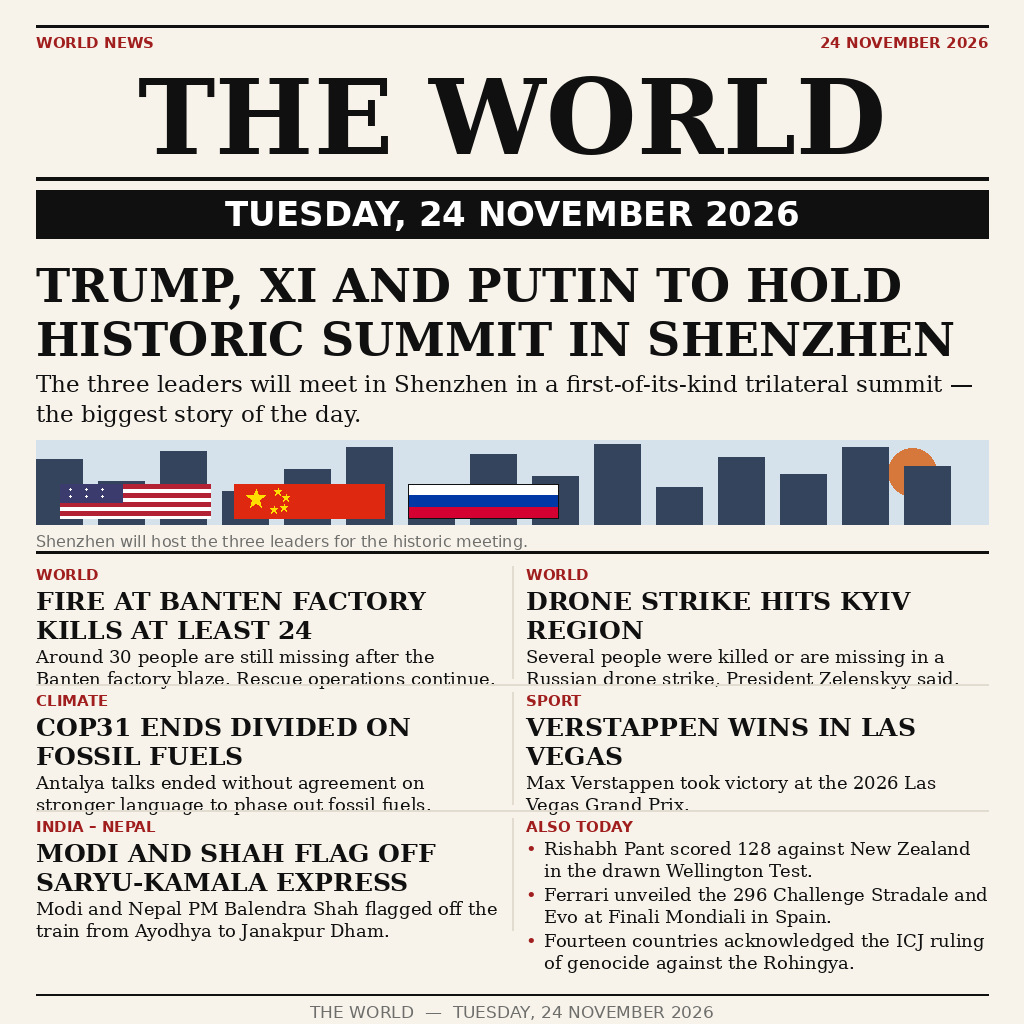 WORLD NEWS
24 NOVEMBER 2026
THE WORLD
TUESDAY, 24 NOVEMBER 2026
TRUMP, XI AND PUTIN TO HOLD
HISTORIC SUMMIT IN SHENZHEN
The three leaders will meet in Shenzhen in a first-of-its-kind trilateral summit —
the biggest story of the day.
Shenzhen will host the three leaders for the historic meeting.
WORLD
FIRE AT BANTEN FACTORY
KILLS AT LEAST 24
Around 30 people are still missing after the
Banten factory blaze. Rescue operations continue.
WORLD
DRONE STRIKE HITS KYIV
REGION
Several people were killed or are missing in a
Russian drone strike, President Zelenskyy said.
CLIMATE
COP31 ENDS DIVIDED ON
FOSSIL FUELS
Antalya talks ended without agreement on
stronger language to phase out fossil fuels.
SPORT
VERSTAPPEN WINS IN LAS
VEGAS
Max Verstappen took victory at the 2026 Las
Vegas Grand Prix.
INDIA – NEPAL
MODI AND SHAH FLAG OFF
SARYU-KAMALA EXPRESS
Modi and Nepal PM Balendra Shah flagged off the
train from Ayodhya to Janakpur Dham.
ALSO TODAY
• Rishabh Pant scored 128 against New Zealand
in the drawn Wellington Test.
• Ferrari unveiled the 296 Challenge Stradale and
Evo at Finali Mondiali in Spain.
• Fourteen countries acknowledged the ICJ ruling
of genocide against the Rohingya.
THE WORLD — TUESDAY, 24 NOVEMBER 2026